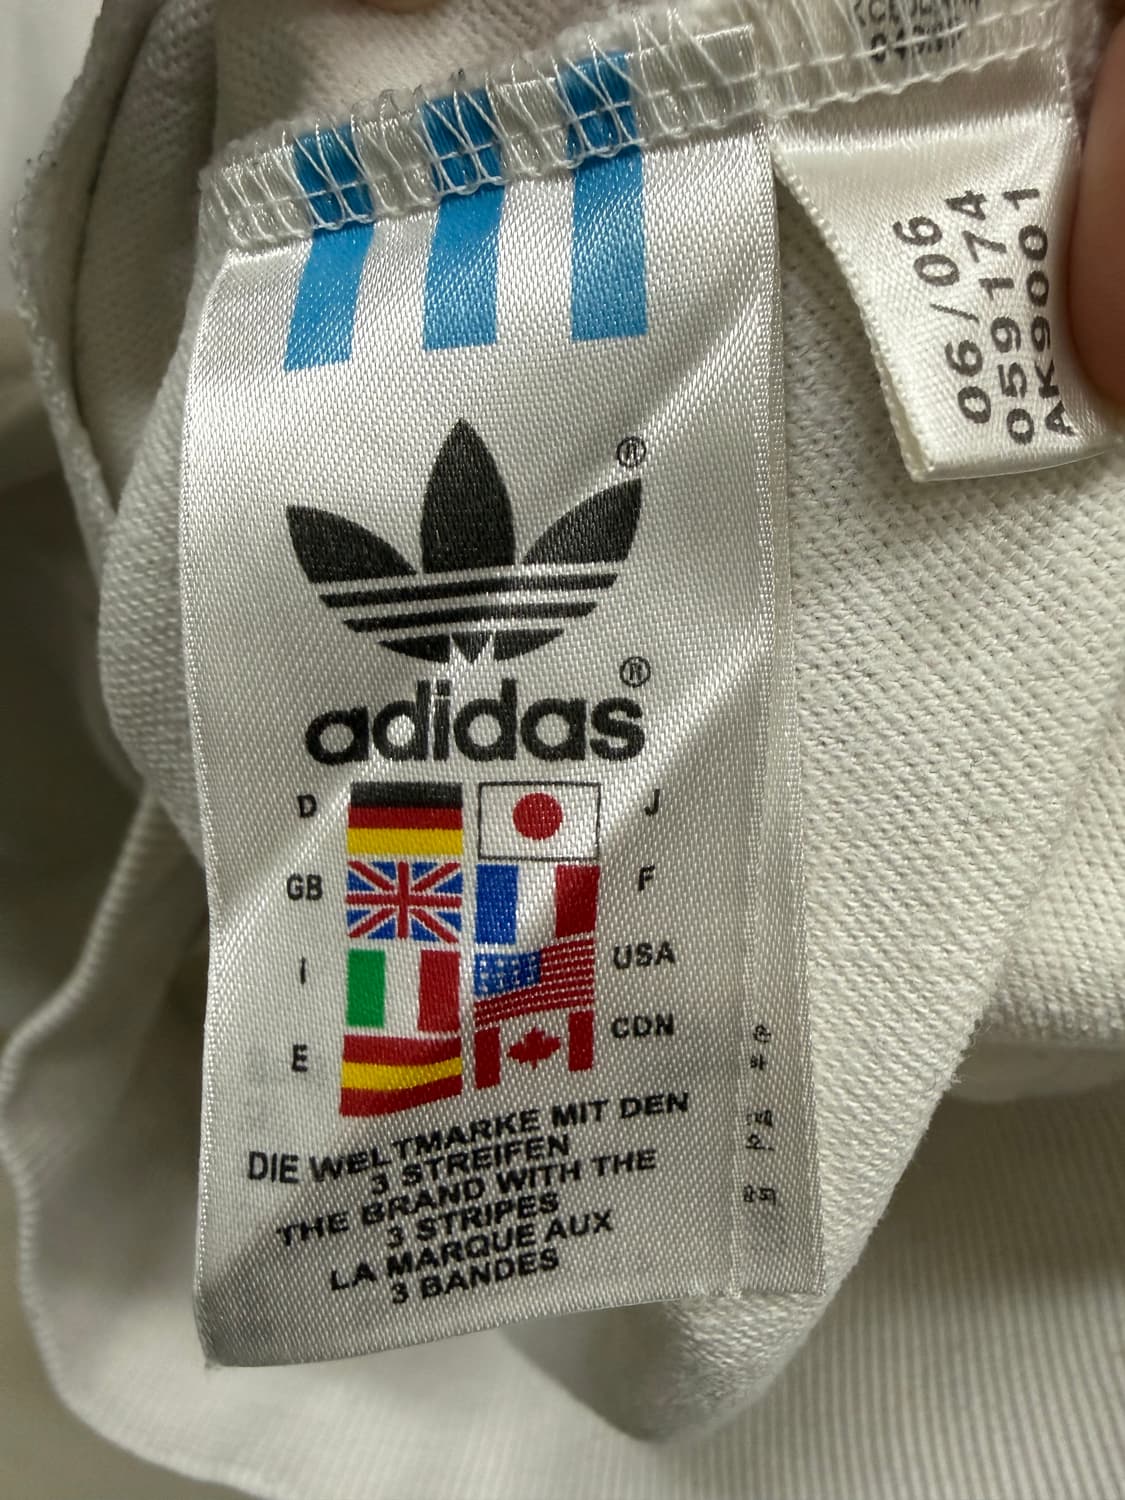 adidas
D
J
GB
F
I
USA
E
CDN
DIE WELTMARKE MIT DEN
3 STREIFEN
THE BRAND WITH THE
3 STRIPES
LA MARQUE AUX
3 BANDES
06/06
059174
AK9001